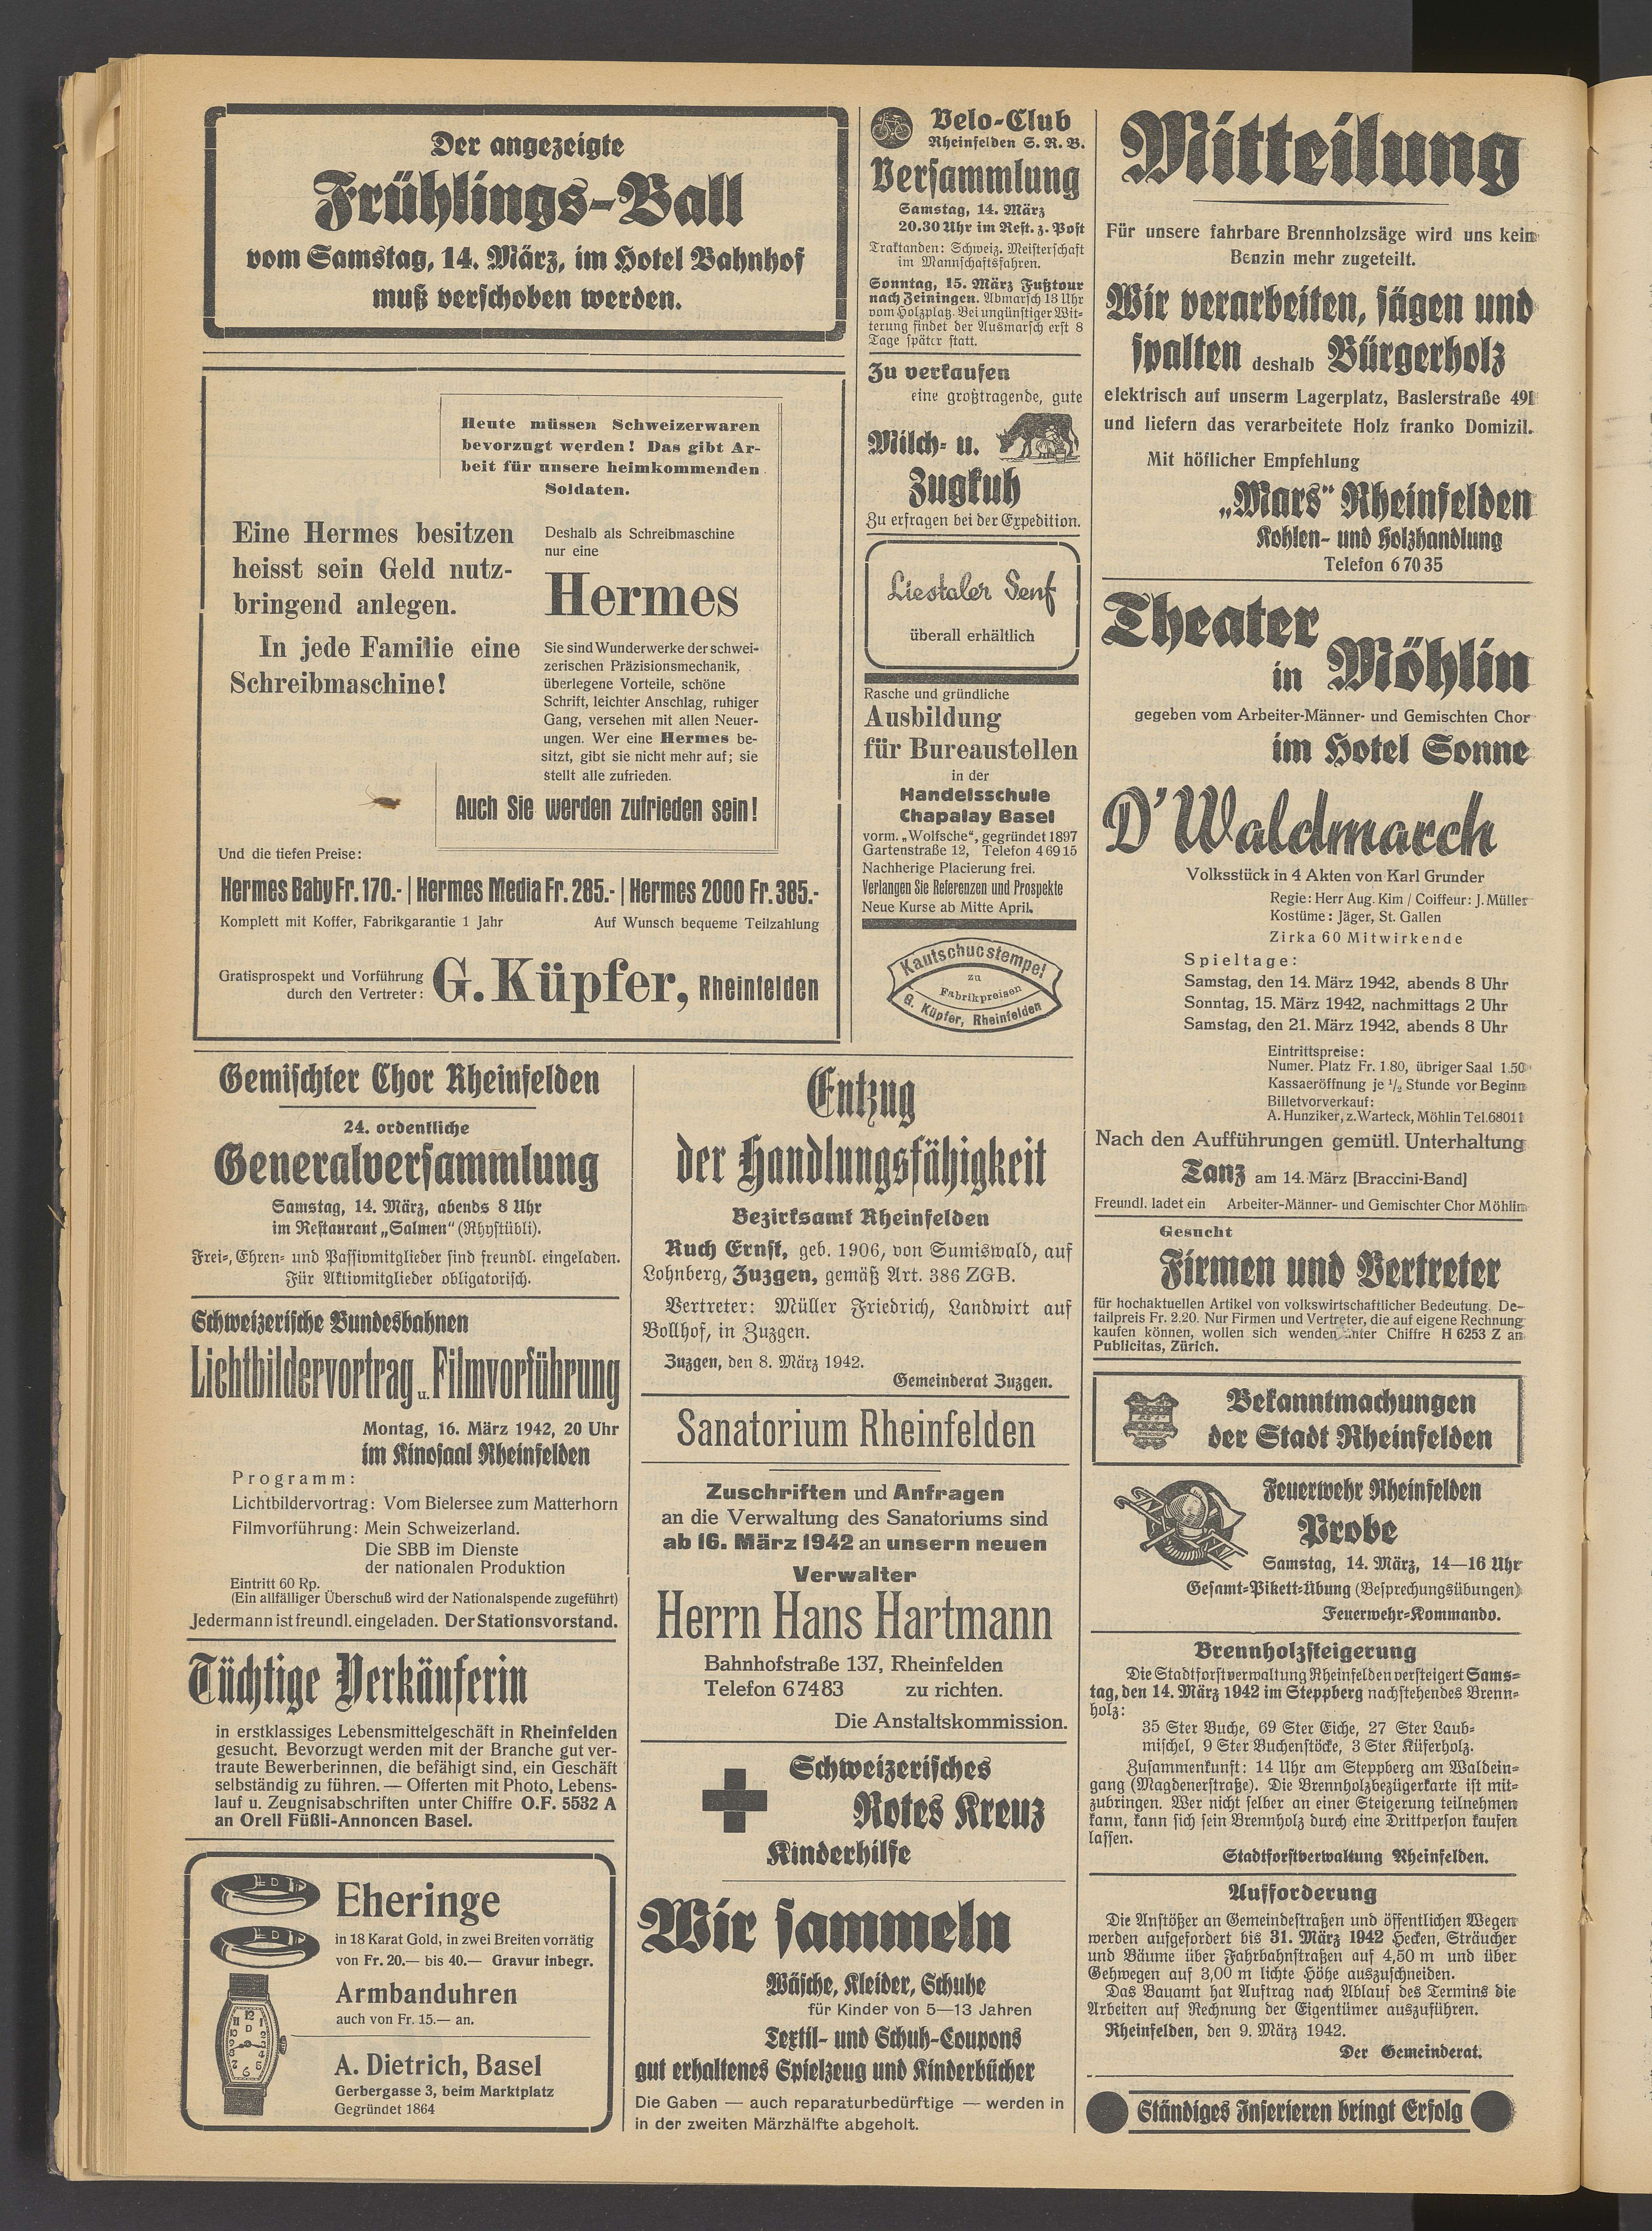 Der angezeigte
Frühlings-Ball
vom Samstag, 14. März, im Hotel Bahnhof
muß verschoben werden.
Heute müssen Schweizerwaren
bevorzugt werden! Das gibt Ar-
beit für unsere heimkommenden
Soldaten.
Eine Hermes besitzen
heisst sein Geld nutz-
bringend anlegen.
In jede Familie eine
Schreibmaschine!
Deshalb als Schreibmaschine
nur eine
Hermes
Sie sind Wunderwerke der schwei-
zerischen Präzisionsmechanik,
überlegene Vorteile, schöne
Schrift, leichter Anschlag, ruhiger
Gang, versehen mit allen Neuer-
ungen. Wer eine Hermes be-
sitzt, gibt sie nicht mehr auf; sie
stellt alle zufrieden.
Auch Sie werden zufrieden sein!
Und die tiefen Preise:
Hermes Baby Fr. 170.- | Hermes Media Fr. 285.- | Hermes 2000 Fr. 385.-
Komplett mit Koffer, Fabrikgarantie 1 Jahr Auf Wunsch bequeme Teilzahlung
Gratisprospekt und Vorführung
durch den Vertreter:
G. Küpfer, Rheinfelden
Velo-Club
Rheinfelden S. R. B.
Versammlung
Samstag, 14. März
20.30 Uhr im Rest. z. Post
Traktanden: Schweiz. Meisterschaft
im Mannschaftsfahren.
Sonntag, 15. März Fußtour
nach Zeiningen. Abmarsch 13 Uhr
vom Holzplatz. Bei ungünstiger Wit-
terung findet der Ausmarsch erst 8
Tage später statt.
Zu verkaufen
eine großtragende, gute
Milch- u.
Zugkuh
Zu erfragen bei der Expedition.
Liestaler Senf
überall erhältlich
Rasche und gründliche
Ausbildung
für Bureaustellen
in der
Handelsschule
Chapalay Basel
vorm. „Wolfsche“, gegründet 1897
Gartenstraße 12, Telefon 4 69 15
Nachherige Placierung frei.
Verlangen Sie Referenzen und Prospekte
Neue Kurse ab Mitte April.
Kautschucstempel
zu
Fabrikpreisen
G. Küpfer, Rheinfelden
Mitteilung
Für unsere fahrbare Brennholzsäge wird uns kein
Benzin mehr zugeteilt.
Wir verarbeiten, sägen und
spalten deshalb Bürgerholz
elektrisch auf unserm Lagerplatz, Baslerstraße 491
und liefern das verarbeitete Holz franko Domizil.
Mit höflicher Empfehlung
„Mars“ Rheinfelden
Kohlen- und Holzhandlung
Telefon 6 70 35
Theater
in Möhlin
gegeben vom Arbeiter-Männer- und Gemischten Chor
im Hotel Sonne
D'Waldmarch
Volksstück in 4 Akten von Karl Grunder
Regie: Herr Aug. Kim / Coiffeur: J. Müller
Kostüme: Jäger, St. Gallen
Zirka 60 Mitwirkende
Spieltage:
Samstag, den 14. März 1942, abends 8 Uhr
Sonntag, 15. März 1942, nachmittags 2 Uhr
Samstag, den 21. März 1942, abends 8 Uhr
Eintrittspreise:
Numer. Platz Fr. 1.80, übriger Saal 1.50
Kassaeröffnung je 1/2 Stunde vor Beginn
Billetvorverkauf:
A. Hunziker, z. Warteck, Möhlin Tel. 68011
Nach den Aufführungen gemütl. Unterhaltung
Tanz am 14. März [Braccini-Band]
Freundl. ladet ein Arbeiter-Männer- und Gemischter Chor Möhlin
Gemischter Chor Rheinfelden
24. ordentliche
Generalversammlung
Samstag, 14. März, abends 8 Uhr
im Restaurant „Salmen“ (Rhystübli).
Frei-, Ehren- und Passivmitglieder sind freundl. eingeladen.
Für Aktivmitglieder obligatorisch.
Schweizerische Bundesbahnen
Lichtbildervortrag u. Filmvorführung
Montag, 16. März 1942, 20 Uhr
im Kinosaal Rheinfelden
Programm:
Lichtbildervortrag: Vom Bielersee zum Matterhorn
Filmvorführung: Mein Schweizerland.
Die SBB im Dienste
der nationalen Produktion
Eintritt 60 Rp.
(Ein allfälliger Überschuß wird der Nationalspende zugeführt)
Jedermann ist freundl. eingeladen. Der Stationsvorstand.
Tüchtige Verkäuferin
in erstklassiges Lebensmittelgeschäft in Rheinfelden
gesucht. Bevorzugt werden mit der Branche gut ver-
traute Bewerberinnen, die befähigt sind, ein Geschäft
selbständig zu führen. — Offerten mit Photo, Lebens-
lauf u. Zeugnisabschriften unter Chiffre O.F. 5532 A
an Orell Füßli-Annoncen Basel.
Eheringe
in 18 Karat Gold, in zwei Breiten vorrätig
von Fr. 20.— bis 40.— Gravur inbegr.
Armbanduhren
auch von Fr. 15.— an.
A. Dietrich, Basel
Gerbergasse 3, beim Marktplatz
Gegründet 1864
Entzug
der Handlungsfähigkeit
Bezirksamt Rheinfelden
Ruch Ernst, geb. 1906, von Sumiswald, auf
Lohnberg, Zuzgen, gemäß Art. 386 ZGB.
Vertreter: Müller Friedrich, Landwirt auf
Bollhof, in Zuzgen.
Zuzgen, den 8. März 1942.
Gemeinderat Zuzgen.
Sanatorium Rheinfelden
Zuschriften und Anfragen
an die Verwaltung des Sanatoriums sind
ab 16. März 1942 an unsern neuen
Verwalter
Herrn Hans Hartmann
Bahnhofstraße 137, Rheinfelden
Telefon 6 74 83 zu richten.
Die Anstaltskommission.
Schweizerisches
Rotes Kreuz
Kinderhilfe
Wir sammeln
Wäsche, Kleider, Schuhe
für Kinder von 5—13 Jahren
Textil- und Schuh-Coupons
gut erhaltenes Spielzeug und Kinderbücher
Die Gaben — auch reparaturbedürftige — werden in
in der zweiten Märzhälfte abgeholt.
Gesucht
Firmen und Vertreter
für hochaktuellen Artikel von volkswirtschaftlicher Bedeutung. De-
tailpreis Fr. 2.20. Nur Firmen und Vertreter, die auf eigene Rechnung
kaufen können, wollen sich wenden unter Chiffre H 6253 Z an
Publicitas, Zürich.
Bekanntmachungen
der Stadt Rheinfelden
Feuerwehr Rheinfelden
Probe
Samstag, 14. März, 14—16 Uhr
Gesamt-Pikett-Übung (Besprechungsübungen)
Feuerwehr-Kommando.
Brennholzsteigerung
Die Stadtforstverwaltung Rheinfelden versteigert Sams-
tag, den 14. März 1942 im Steppberg nachstehendes Brenn-
holz:
35 Ster Buche, 69 Ster Eiche, 27 Ster Laub-
mischel, 9 Ster Buchenstöcke, 3 Ster Küferholz.
Zusammenkunft: 14 Uhr am Steppberg am Waldein-
gang (Magdenerstraße). Die Brennholzbezügerkarte ist mit-
zubringen. Wer nicht selber an einer Steigerung teilnehmen
kann, kann sich sein Brennholz durch eine Drittperson kaufen
lassen.
Stadtforstverwaltung Rheinfelden.
Aufforderung
Die Anstößer an Gemeindestraßen und öffentlichen Wegen
werden aufgefordert bis 31. März 1942 Hecken, Sträucher
und Bäume über Fahrbahnstraßen auf 4,50 m und über
Gehwegen auf 3,00 m lichte Höhe auszuschneiden.
Das Bauamt hat Auftrag nach Ablauf des Termins die
Arbeiten auf Rechnung der Eigentümer auszuführen.
Rheinfelden, den 9. März 1942.
Der Gemeinderat.
Ständiges Inserieren bringt Erfolg